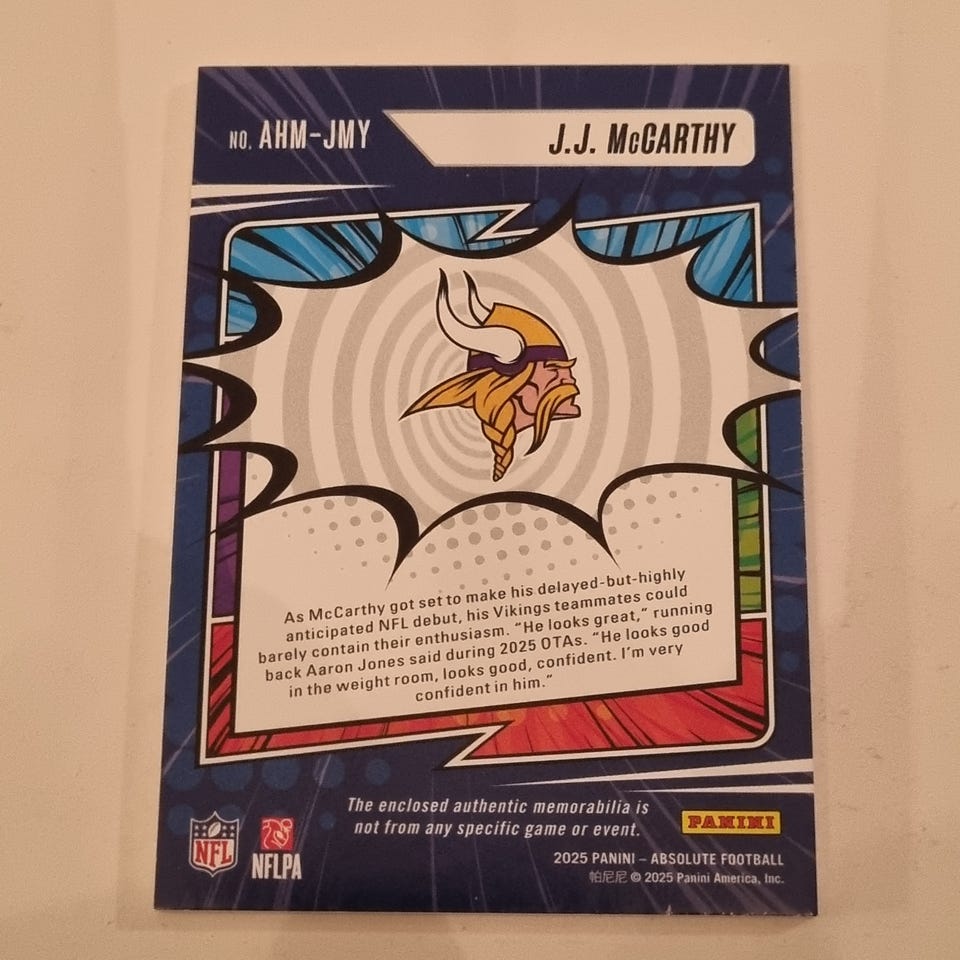 NO. AHM-JMY
J.J. McCARTHY
As McCarthy got set to make his delayed-but-highly
anticipated NFL debut, his Vikings teammates could
barely contain their enthusiasm. “He looks great,” running
back Aaron Jones said during 2025 OTAs. “He looks good
in the weight room, looks good, confident. I’m very
confident in him.”
The enclosed authentic memorabilia is
not from any specific game or event.
PANINI
NFL
NFLPA
2025 PANINI – ABSOLUTE FOOTBALL
帕尼尼 © 2025 Panini America, Inc.